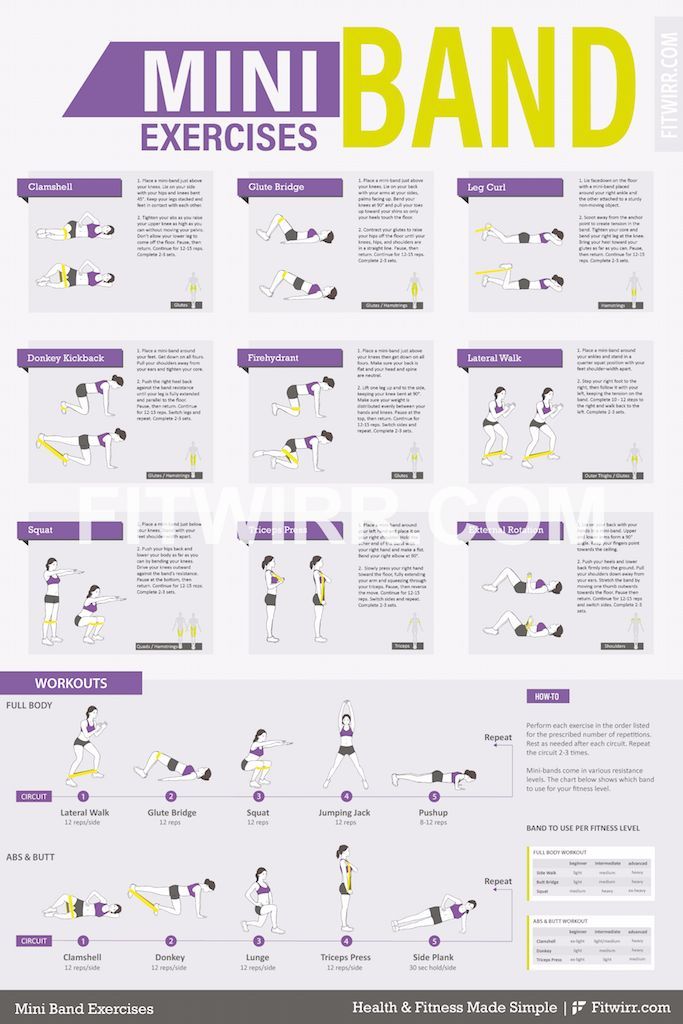 MINI BAND
EXERCISES
FITWIRR.COM
Clamshell
1. Place a mini-band just above
your knees. Lie on your side
with your hips and knees bent
45°. Keep your legs stacked and
feet in contact with each other.
2. Tighten your abs as you raise
your upper knee as high as you
can without moving your pelvis.
Don't allow your lower leg to
come off the floor. Pause, then
return. Continue for 12-15 reps.
Complete 2-3 sets.
Glutes
Glute Bridge
1. Place a mini-band just above
your knees. Lie on your back
with your arms at your sides,
palms facing up. Bend your
knees at 90° and pull your toes
toward your shins so only
your heels touch the floor.
2. Contract your glutes to raise
your hips off the floor until your
knees, hips, and shoulders are
in a straight line. Pause, then
return. Continue for 12-15 reps.
Complete 2-3 sets.
Glutes / Hamstrings
Leg Curl
1. Lie facedown on the floor
with a mini-band placed
around your right ankle and
the other attached to a sturdy
non-moving object.
2. Scoot away from the anchor
point to create tension in the
band. Tighten your core and
bend your right leg at the knee.
Bring your heel toward your
glutes as far as you can. Pause,
then return. Continue for
12-15 reps. Complete 2-3 sets.
Hamstrings
Donkey Kickback
1. Place a mini-band around
your feet. Get down on all fours.
Pull your shoulders away from
your ears and tighten your core.
2. Push the right heel back
against the band resistance
until your leg is fully extended
and parallel to the floor.
Pause, then return. Continue
for 12-15 reps. Switch legs and
repeat. Complete 2-3 sets.
Glutes / Hamstrings
Firehydrant
1. Place a mini-band just above
your knees then get down on all
fours. Make sure your back is
flat and your head and spine
are neutral.
2. Lift one leg up and to the side,
keeping your knee bent at 90°.
Make sure your weight is
distributed evenly between your
hands and knees. Pause at the
top, then return. Continue for
12-15 reps. Switch sides and
repeat. Complete 2-3 sets.
Glutes
Lateral Walk
1. Place a mini-band around your
ankles and stand in a
quarter squat position with your
feet shoulder-width apart.
2. Step your right foot to the
right, then follow it with your
left, keeping the tension on the
band. Complete 10 - 12 steps to
the right and walk back to the
left. Complete 2-3 sets.
Outer Thighs / Glutes
FITWIRR.COM
Squat
1. Place a mini-band just below
your knees. Stand with your
feet shoulder-width apart.
2. Push your hips back and
lower your body as far as you
can by bending your knees.
Drive your knees outward
against the band's resistance.
Pause at the bottom, then
return. Continue for 12-15 reps.
Complete 2-3 sets.
Quads / Hamstrings
Triceps Press
1. Place a mini-band around
your left hand and place it on
your right shoulder.
other end of the band with
your right hand and make a fist.
Bend your right elbow at 90°.
2. Slowly press your right hand
toward the floor, fully extending
your arm and squeezing through
your triceps. Pause, then reverse
the move. Continue for 12-15
reps. Switch sides and repeat.
Complete 2-3 sets.
Triceps
External Rotation
1. Lie on your back with your
hands in a mini-band. Upper
and lower arms form a 90°
angle. Keep your fingers point
towards the ceiling.
2. Push your heels and lower
back firmly into the ground. Pull
your shoulders down away from
your ears. Stretch the band by
moving one thumb outwards
towards the floor. Pause, then
return. Continue for 12-15 reps
and switch sides. Complete
2-3 sets.
Shoulders
WORKOUTS
FULL BODY
Repeat
CIRCUIT 1 2 3 4 5
Lateral Walk Glute Bridge Squat Jumping Jack Pushup
12 reps/side 12 reps 12 reps 12 reps 8-12 reps
ABS & BUTT
Repeat
CIRCUIT 1 2 3 4 5
Clamshell Donkey Lunge Triceps Press Side Plank
12 reps/side 12 reps/side 12 reps/side 12 reps/side 30 sec hold/side
HOW-TO
Perform each exercise in the order listed
for the prescribed number of repetitions.
Rest as needed after each circuit. Repeat
the circuit 2-3 times.
Mini-bands come in various resistance
levels. The chart below shows which band
to use for your fitness level.
BAND TO USE PER FITNESS LEVEL
FULL BODY WORKOUT
beginner intermediate advanced
Side Walk light medium heavy
Butt Bridge light medium heavy
Squat medium heavy ex-heavy
ABS & BUTT WORKOUT
beginner intermediate advanced
Clamshell ex-light light/medium heavy
Donkey light medium heavy
Triceps Press ex-light light medium
Mini Band Exercises
Health & Fitness Made Simple | Fitwirr.com